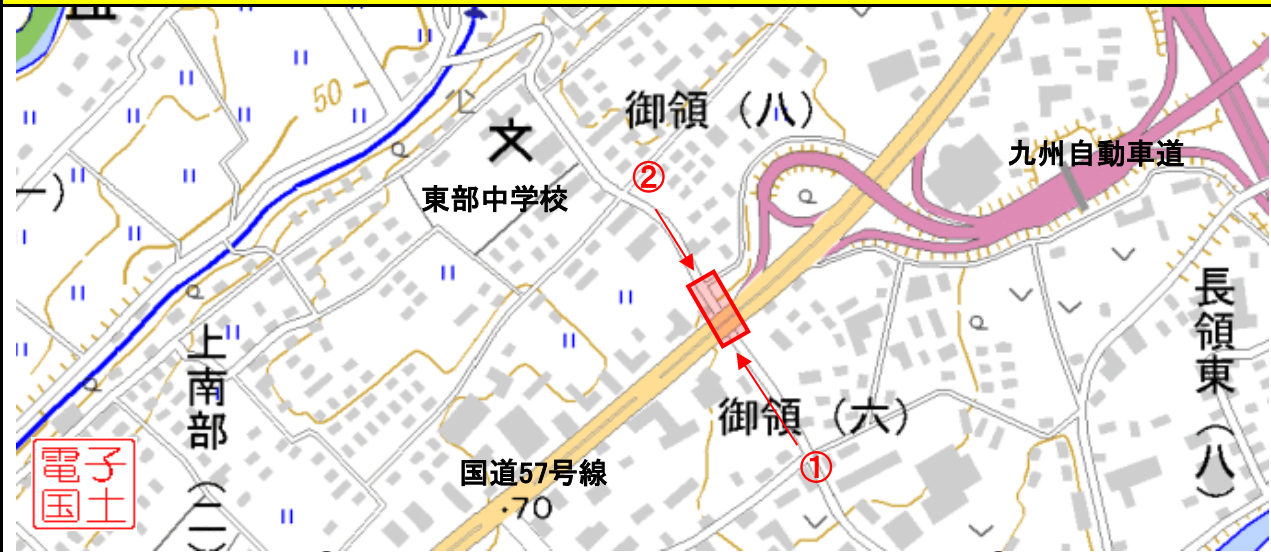 50
文
御領（八）
九州自動車道
②
東部中学校
長領東（八）
上南部（二）
御領（六）
①
国道57号線
70
電子
国土